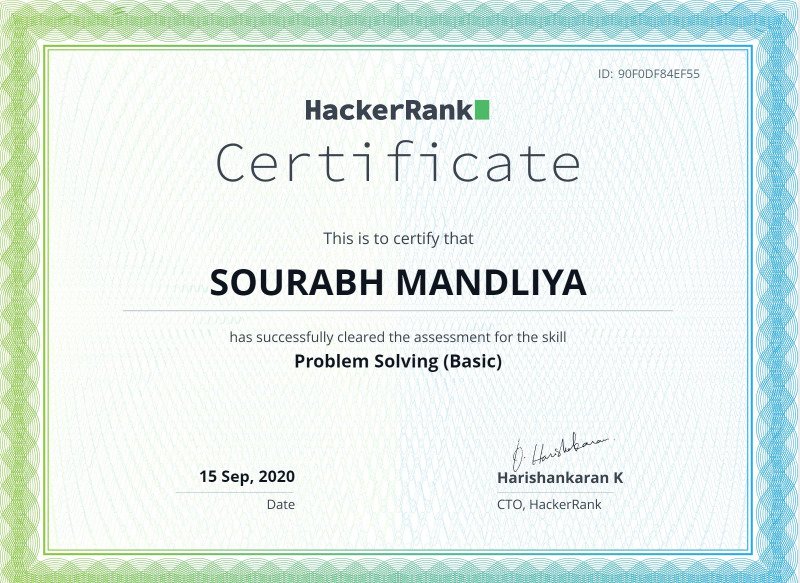 ID: 90F0DF84EF55
HackerRank
Certificate
This is to certify that
SOURABH MANDLIYA
has successfully cleared the assessment for the skill
Problem Solving (Basic)
15 Sep, 2020
Date
Harishankaran K
CTO, HackerRank